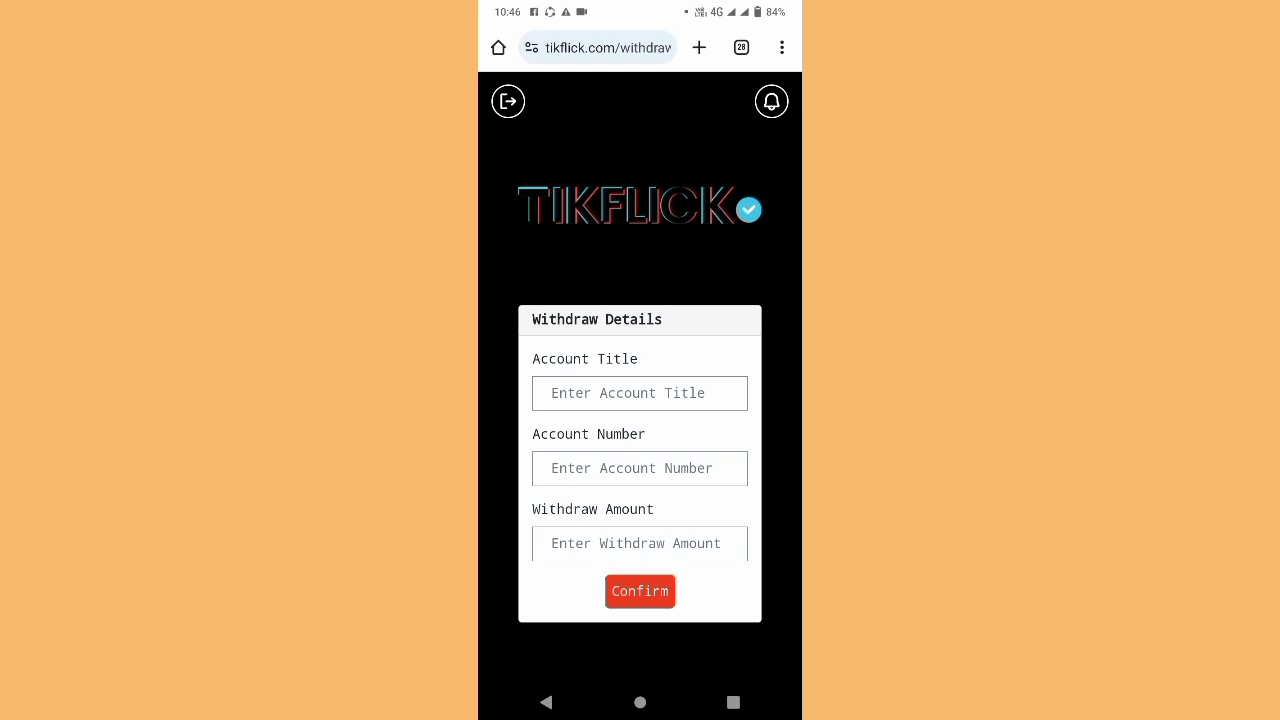 10:46
4G
84%
tikflick.com/withdraw
28
TIKFLICK
Withdraw Details
Account Title
Enter Account Title
Account Number
Enter Account Number
Withdraw Amount
Enter Withdraw Amount
Confirm